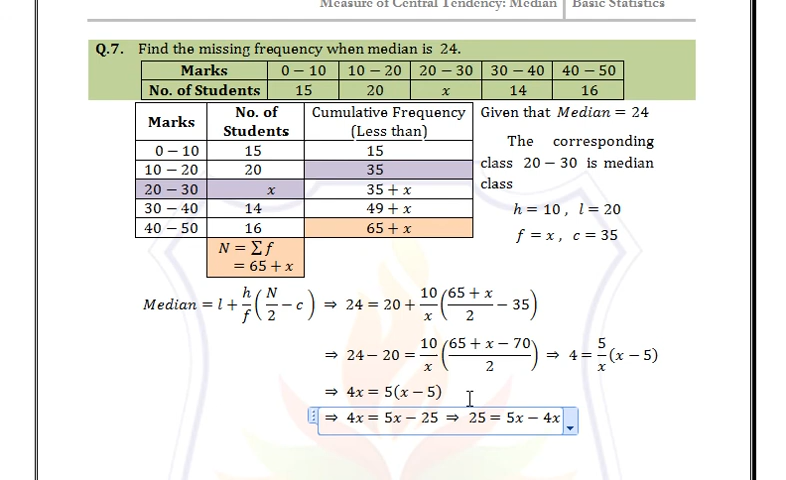 Measure of Central Tendency: Median Basic Statistics
Q.7. Find the missing frequency when median is 24.
Marks 0 – 10 10 – 20 20 – 30 30 – 40 40 – 50
No. of Students 15 20 x 14 16
Marks No. of Students Cumulative Frequency (Less than)
0 – 10 15 15
10 – 20 20 35
20 – 30 x 35 + x
30 – 40 14 49 + x
40 – 50 16 65 + x
N = Σf
= 65 + x
Given that Median = 24
The corresponding
class 20 – 30 is median
class
h = 10 , l = 20
f = x , c = 35
Median = l + h/f (N/2 – c) ⇒ 24 = 20 + 10/x ((65 + x)/2 – 35)
⇒ 24 – 20 = 10/x ((65 + x – 70)/2) ⇒ 4 = 5/x (x – 5)
⇒ 4x = 5(x – 5)
⇒ 4x = 5x – 25 ⇒ 25 = 5x – 4x